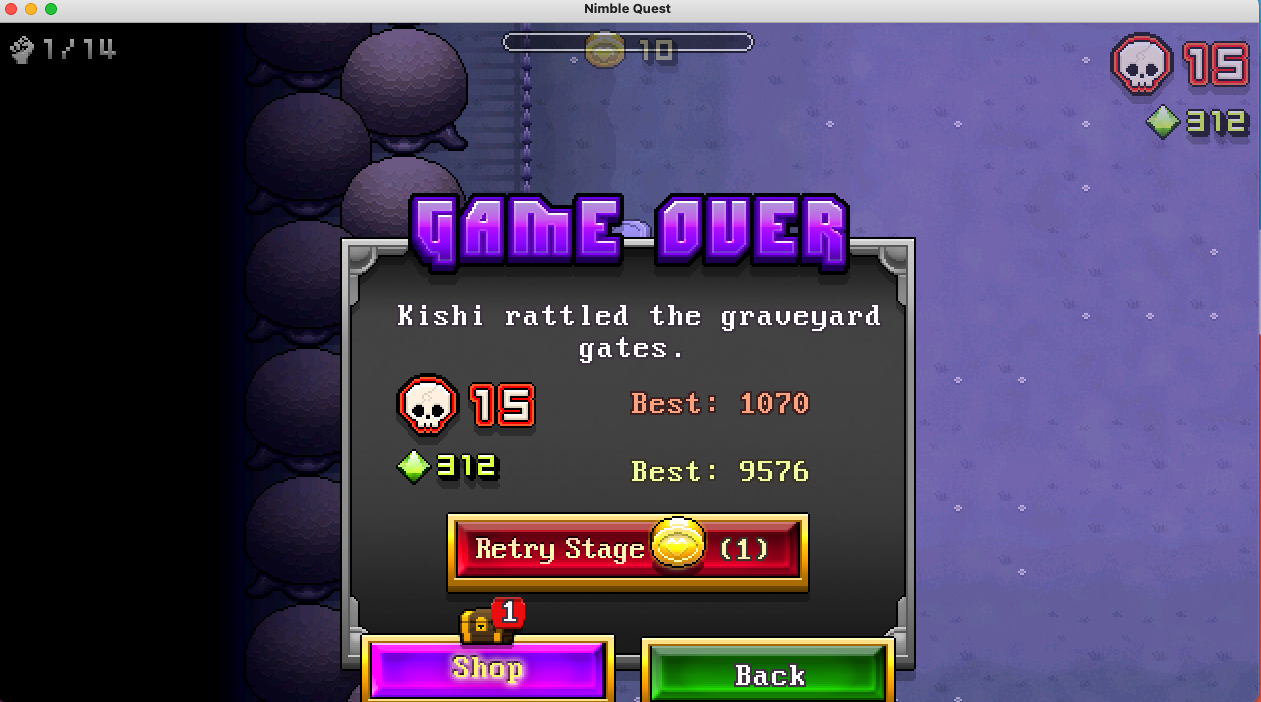 Nimble Quest
1/14
10
15
312
GAME OVER
Kishi rattled the graveyard
gates.
15 Best: 1070
312 Best: 9576
Retry Stage (1)
1
Shop
Back